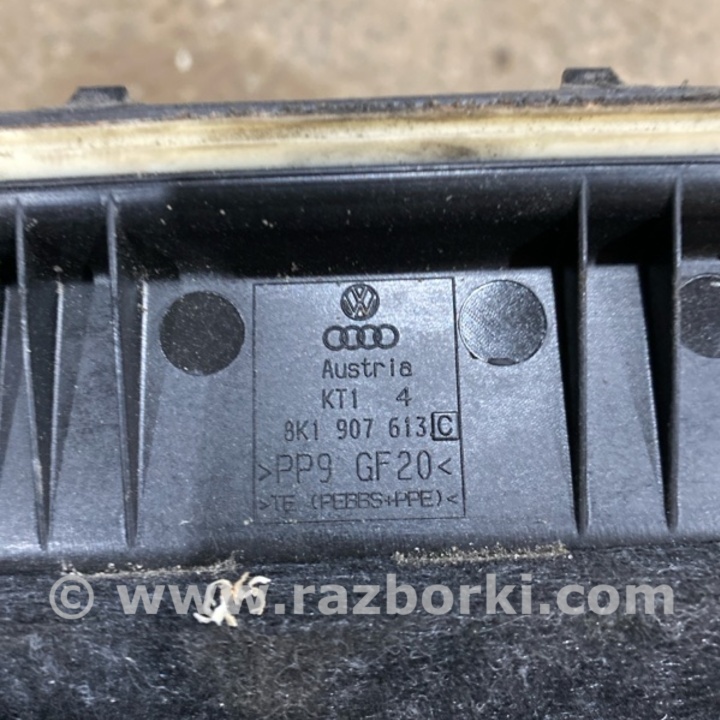 Austria
KT1 4
8K1 907 613 C
>PP9 GF20<
>TE (PEBBS+PPE)<
© www.razborki.com